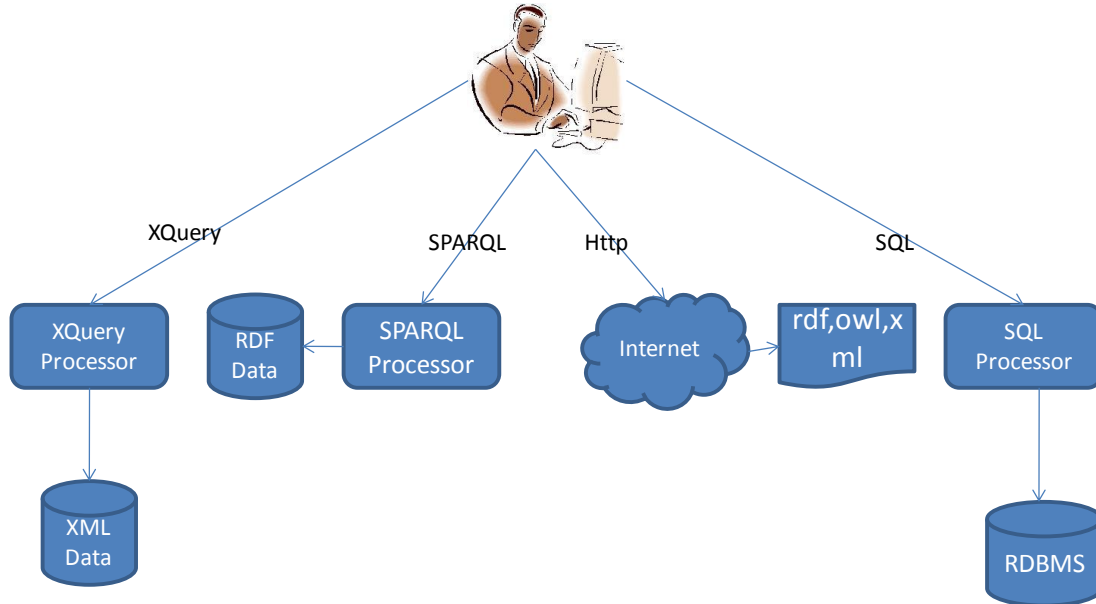 XQuery
SPARQL
Http
SQL
XQuery
Processor
RDF
Data
SPARQL
Processor
Internet
rdf,owl,x
ml
SQL
Processor
XML
Data
RDBMS